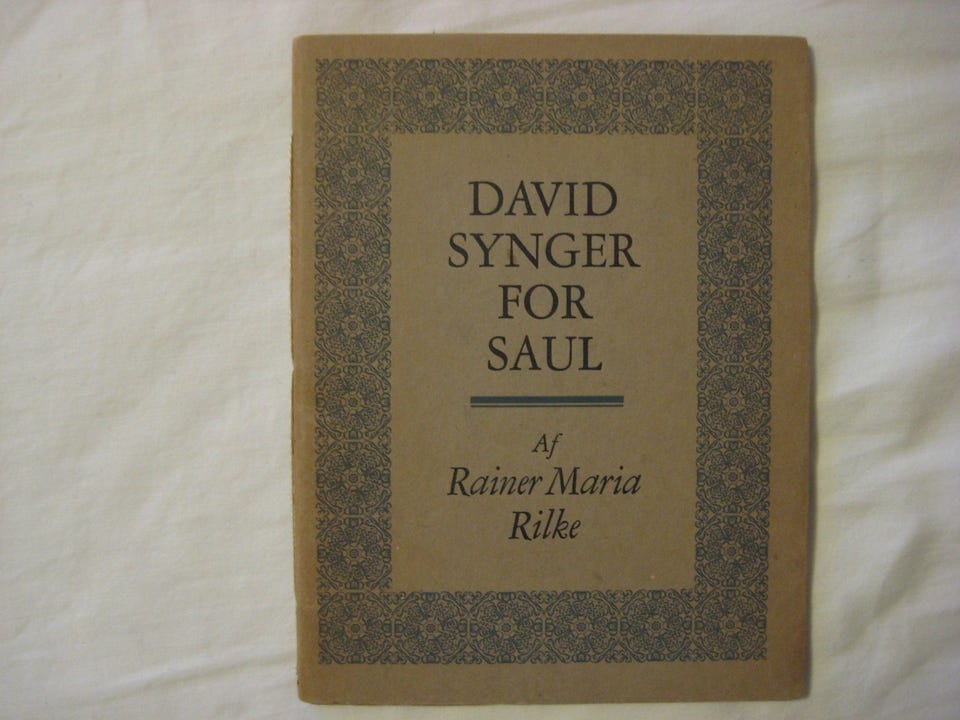 DAVID
SYNGER
FOR
SAUL
Af
Rainer Maria
Rilke